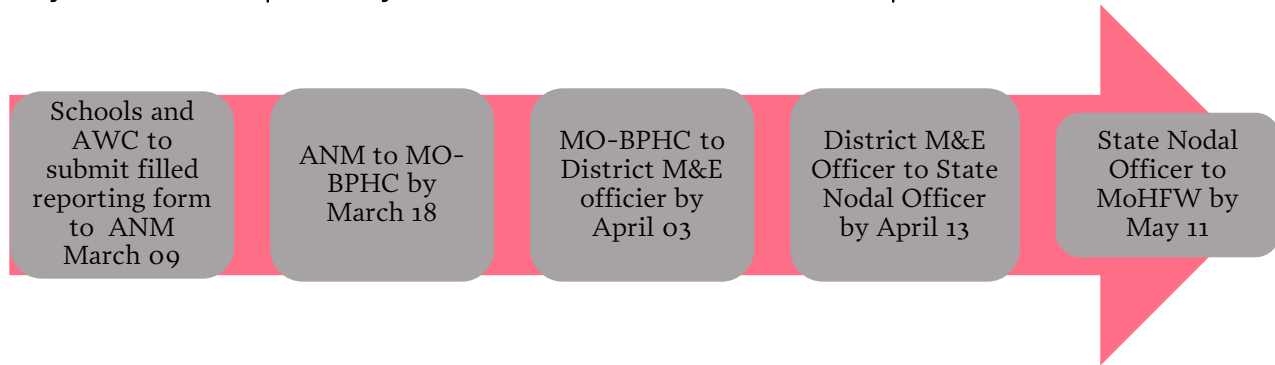 Schools and
AWC to
submit filled
reporting form
to ANM
March 09
ANM to MO-
BPHC by
March 18
MO-BPHC to
District M&E
officier by
April 03
District M&E
Officer to State
Nodal Officer
by April 13
State Nodal
Officer to
MoHFW by
May 11